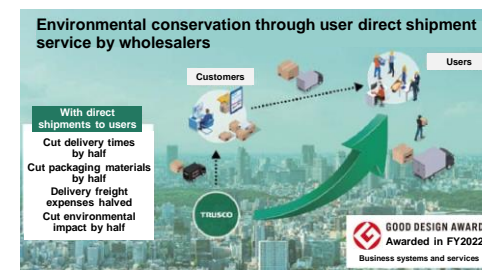 Environmental conservation through user direct shipment
service by wholesalers
Users
Customers
With direct
shipments to users
Cut delivery times
by half
Cut packaging materials
by half
Delivery freight
expenses halved
Cut environmental
impact by half
TRUSCO
GOOD DESIGN AWARD
Awarded in FY2022
Business systems and services